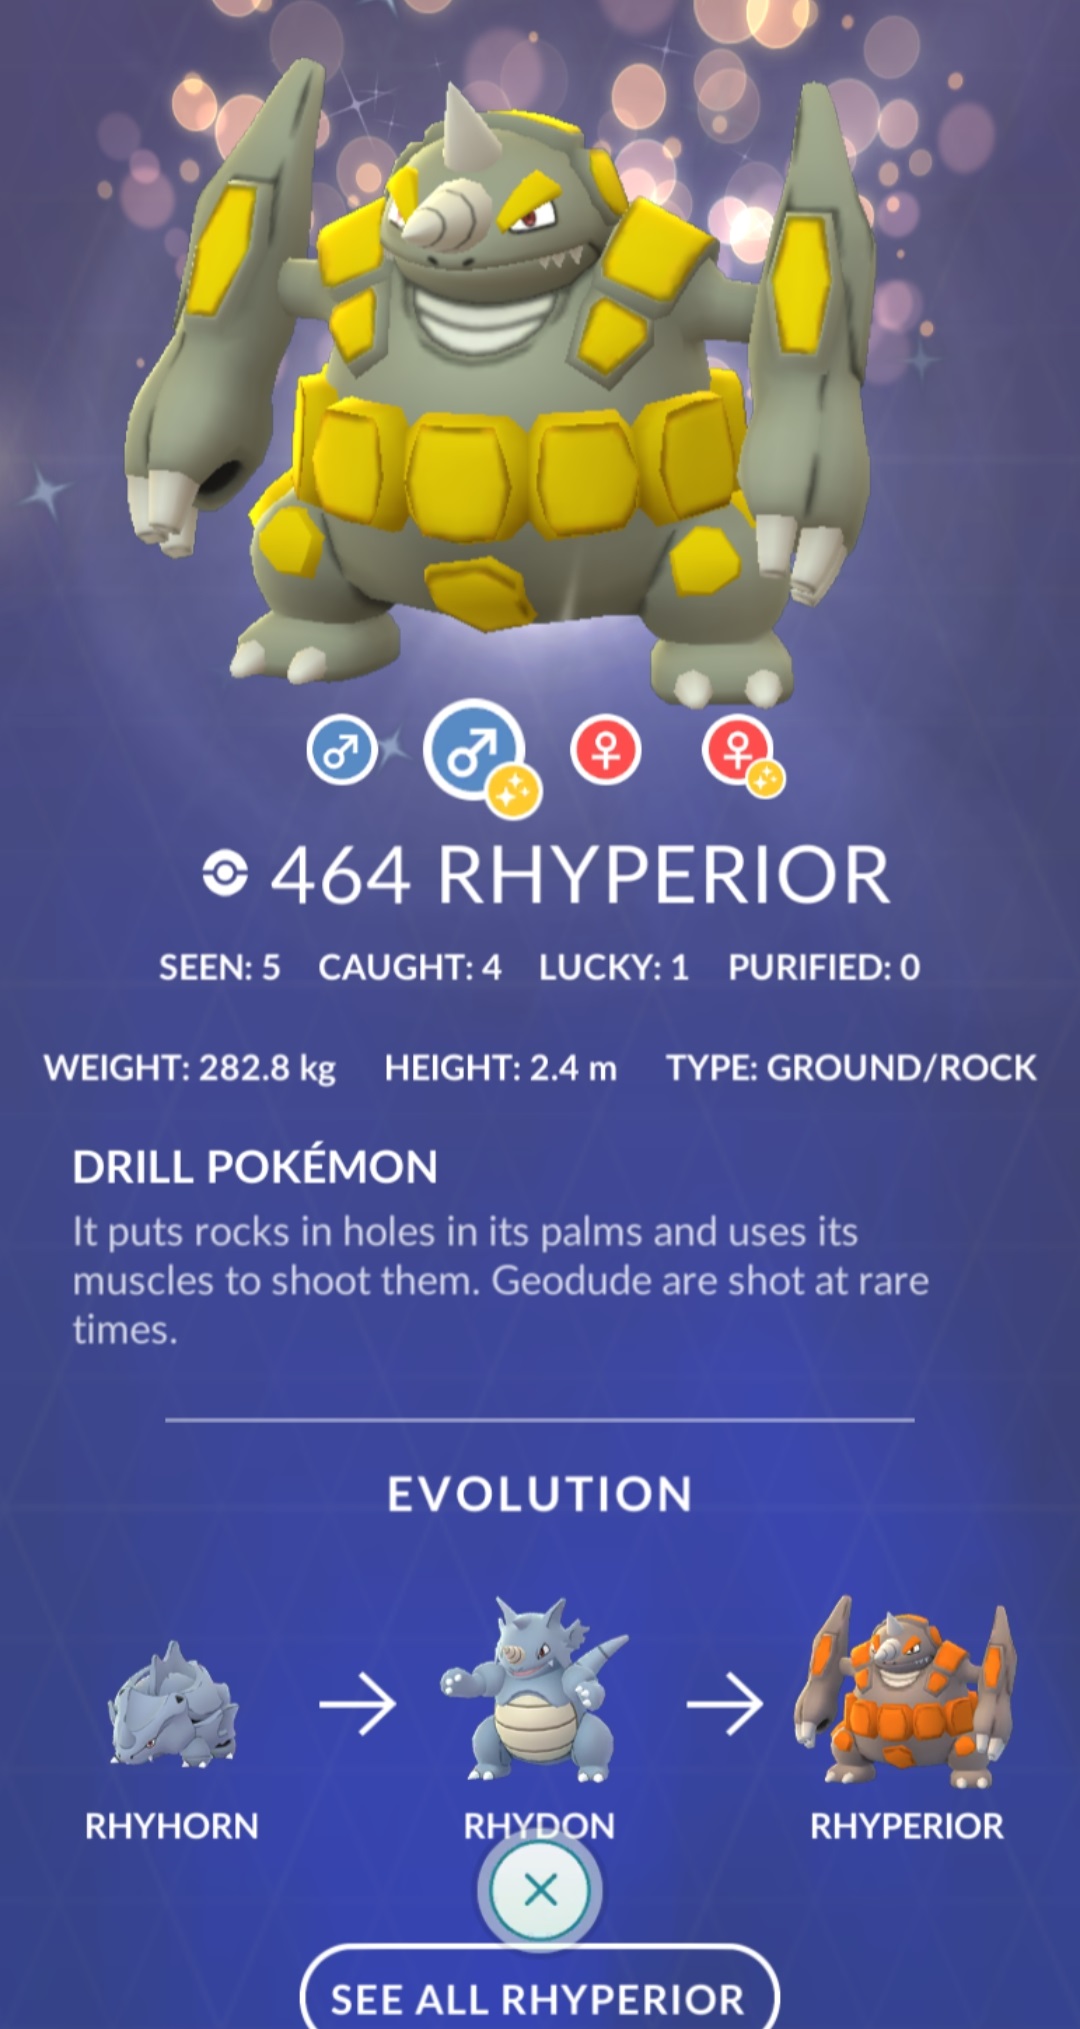 464 RHYPERIOR
SEEN: 5 CAUGHT: 4 LUCKY: 1 PURIFIED: 0
WEIGHT: 282.8 kg HEIGHT: 2.4 m TYPE: GROUND/ROCK
DRILL POKÉMON
It puts rocks in holes in its palms and uses its
muscles to shoot them. Geodude are shot at rare
times.
EVOLUTION
RHYHORN RHYDON RHYPERIOR
SEE ALL RHYPERIOR